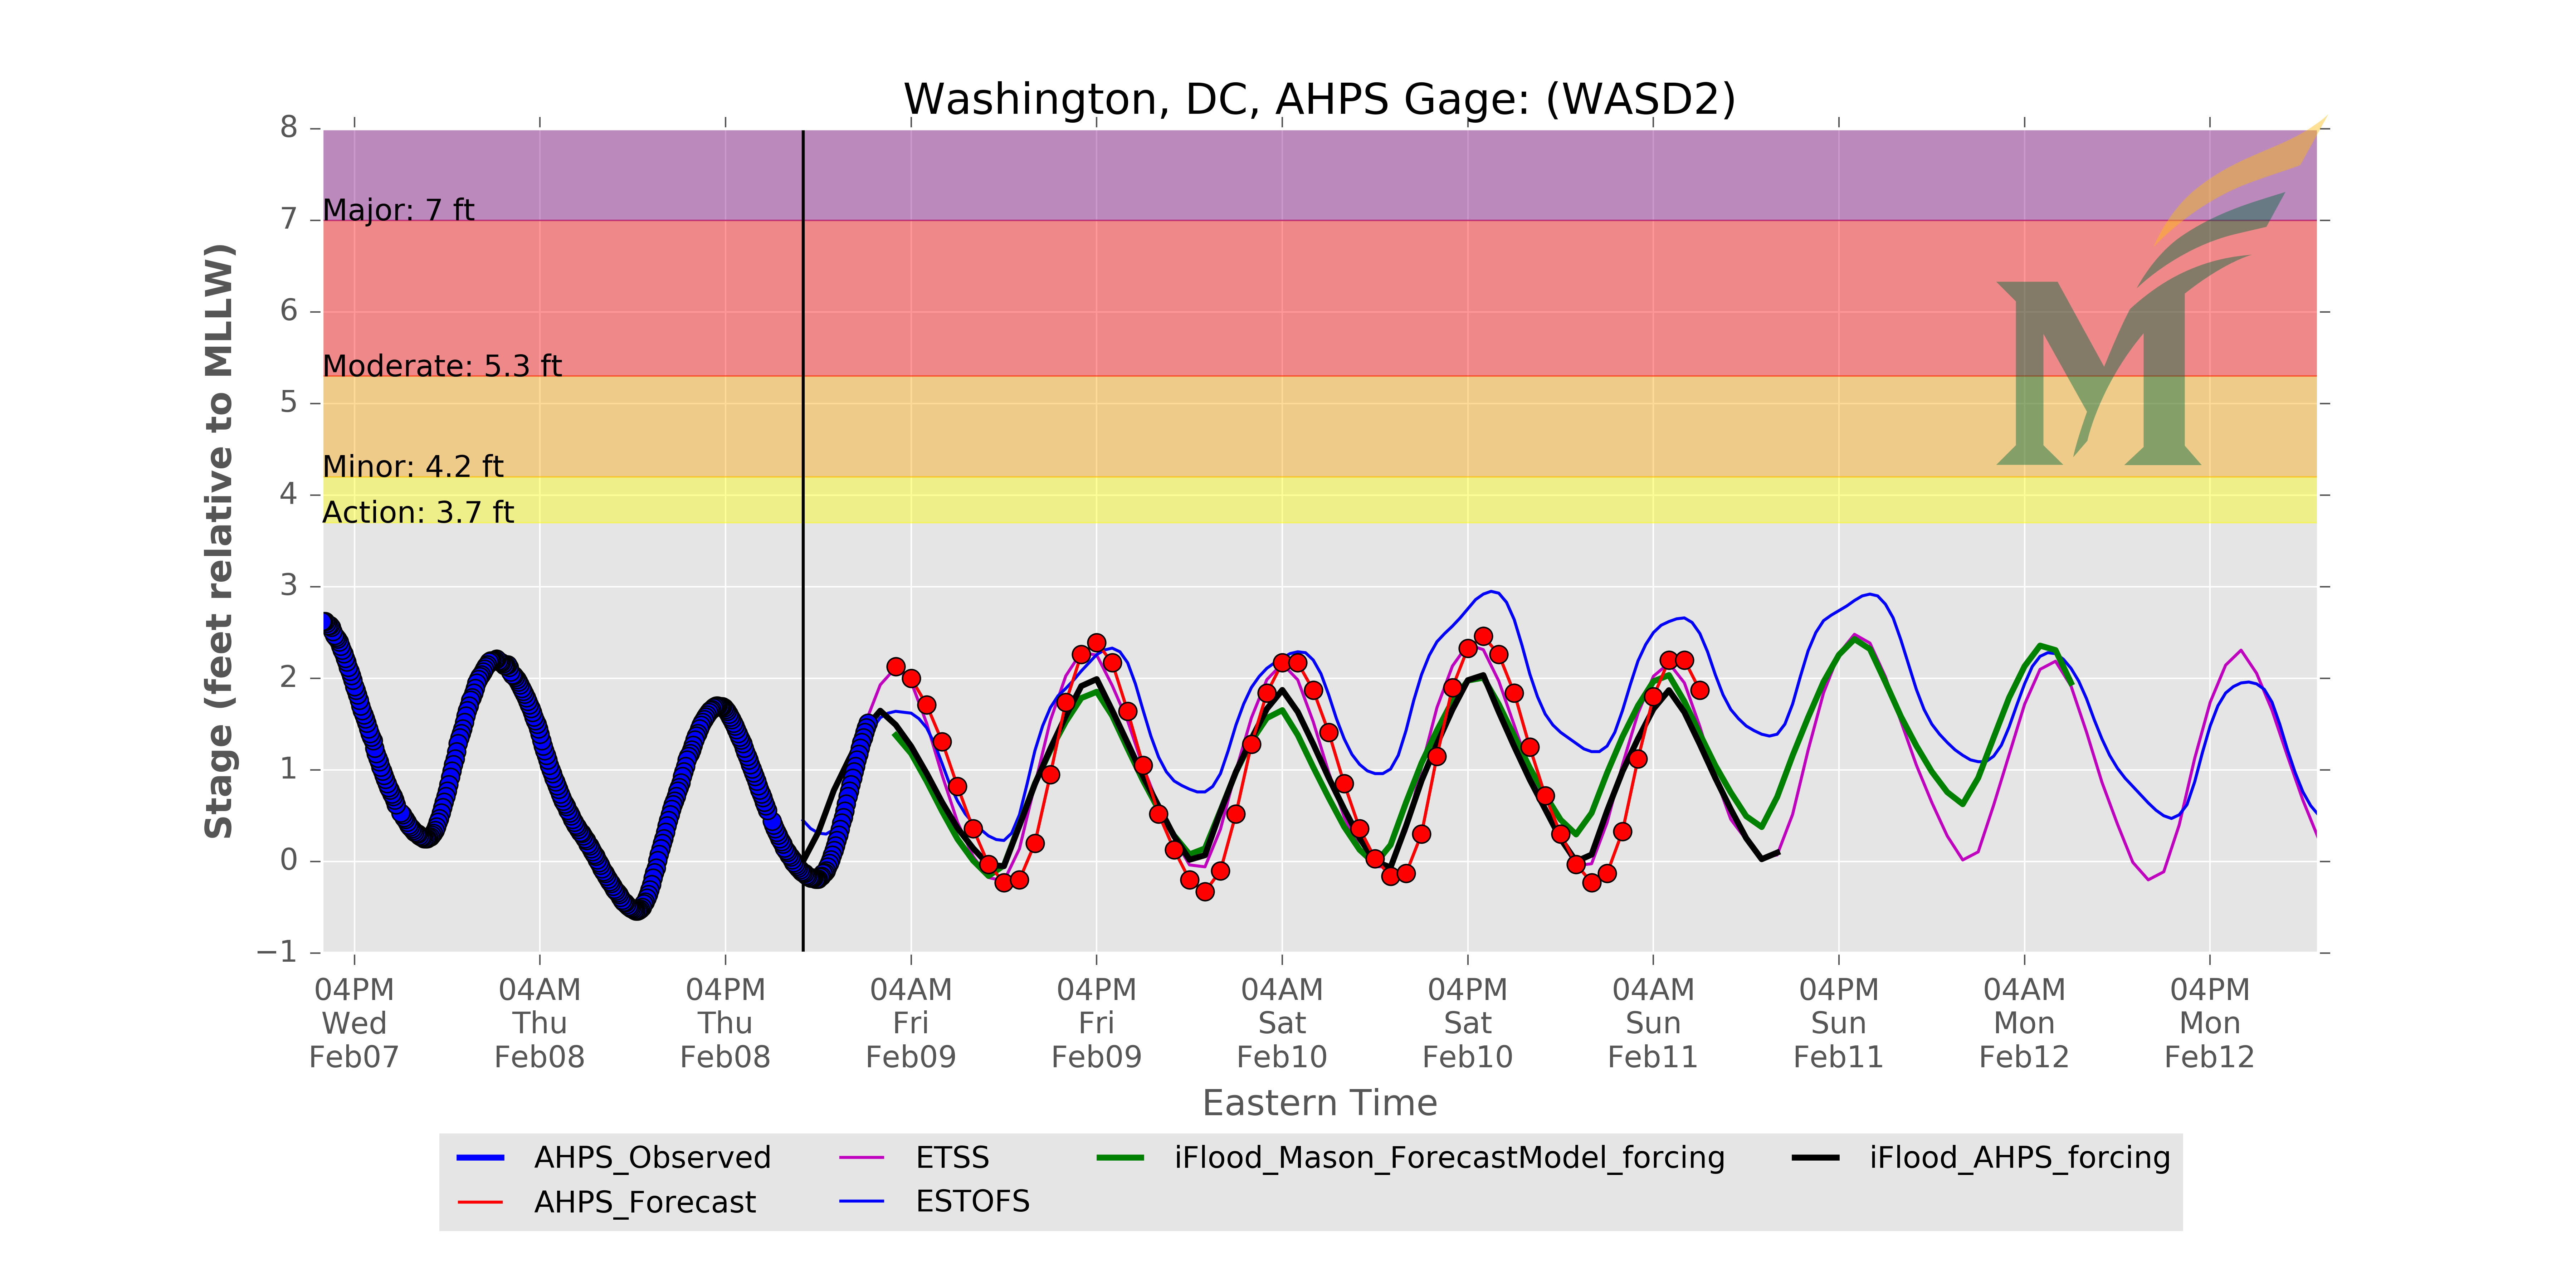 Washington, DC, AHPS Gage: (WASD2)
Stage (feet relative to MLLW)
8
7
6
5
4
3
2
1
0
−1
Major: 7 ft
Moderate: 5.3 ft
Minor: 4.2 ft
Action: 3.7 ft
04PM 04AM 04PM 04AM 04PM 04AM 04PM 04AM 04PM 04AM 04PM
Wed Thu Thu Fri Fri Sat Sat Sun Sun Mon Mon
Feb07 Feb08 Feb08 Feb09 Feb09 Feb10 Feb10 Feb11 Feb11 Feb12 Feb12
Eastern Time
AHPS_Observed ETSS iFlood_Mason_ForecastModel_forcing iFlood_AHPS_forcing
AHPS_Forecast ESTOFS